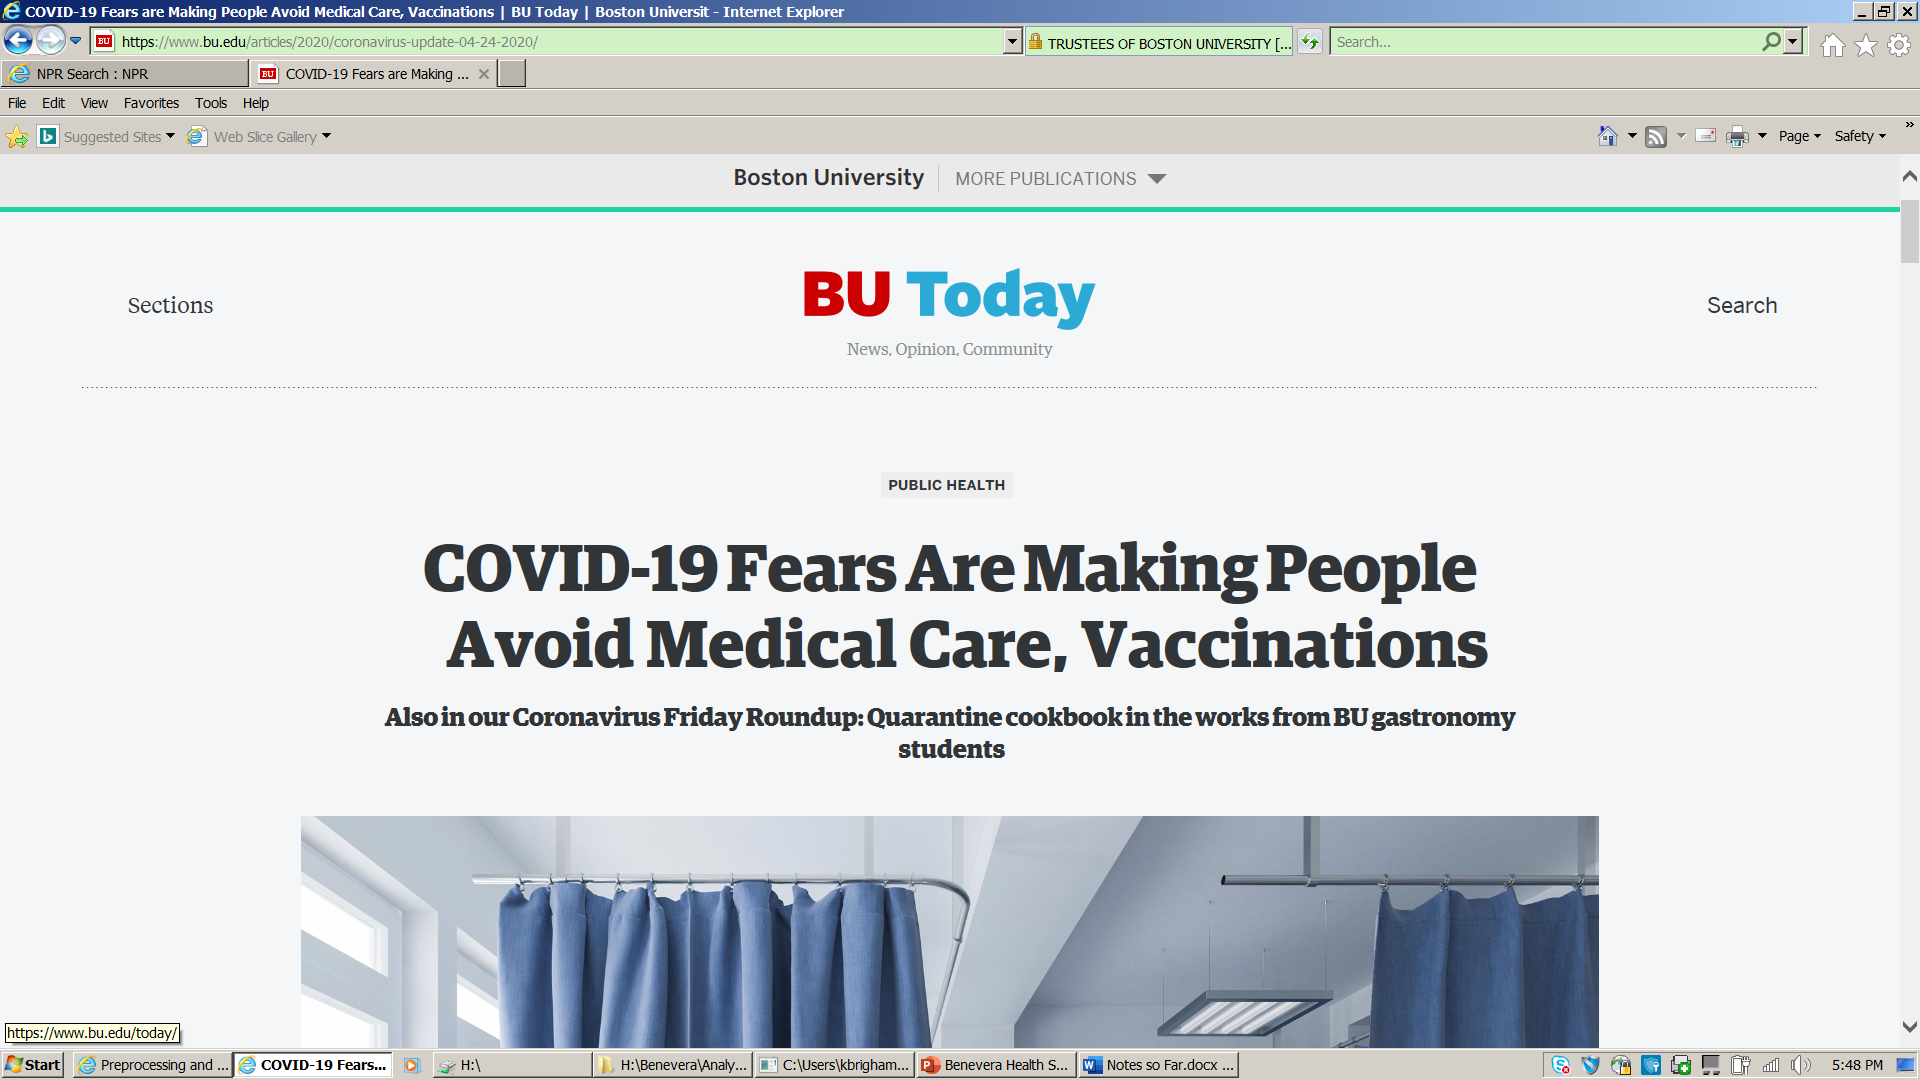 COVID-19 Fears are Making People Avoid Medical Care, Vaccinations | BU Today | Boston Universit - Internet Explorer
BU https://www.bu.edu/articles/2020/coronavirus-update-04-24-2020/ TRUSTEES OF BOSTON UNIVERSITY [... Search...
NPR Search : NPR BU COVID-19 Fears are Making ...
File Edit View Favorites Tools Help
Suggested Sites Web Slice Gallery Page Safety »
Boston University MORE PUBLICATIONS
Sections BU Today Search
News, Opinion, Community
PUBLIC HEALTH
COVID-19 Fears Are Making People
Avoid Medical Care, Vaccinations
Also in our Coronavirus Friday Roundup: Quarantine cookbook in the works from BU gastronomy
students
https://www.bu.edu/today/
Start Preprocessing and ... COVID-19 Fears... H:\ H:\Benevera\Analy... C:\Users\kbrigham... Benevera Health S... Notes so Far.docx ... 5:48 PM